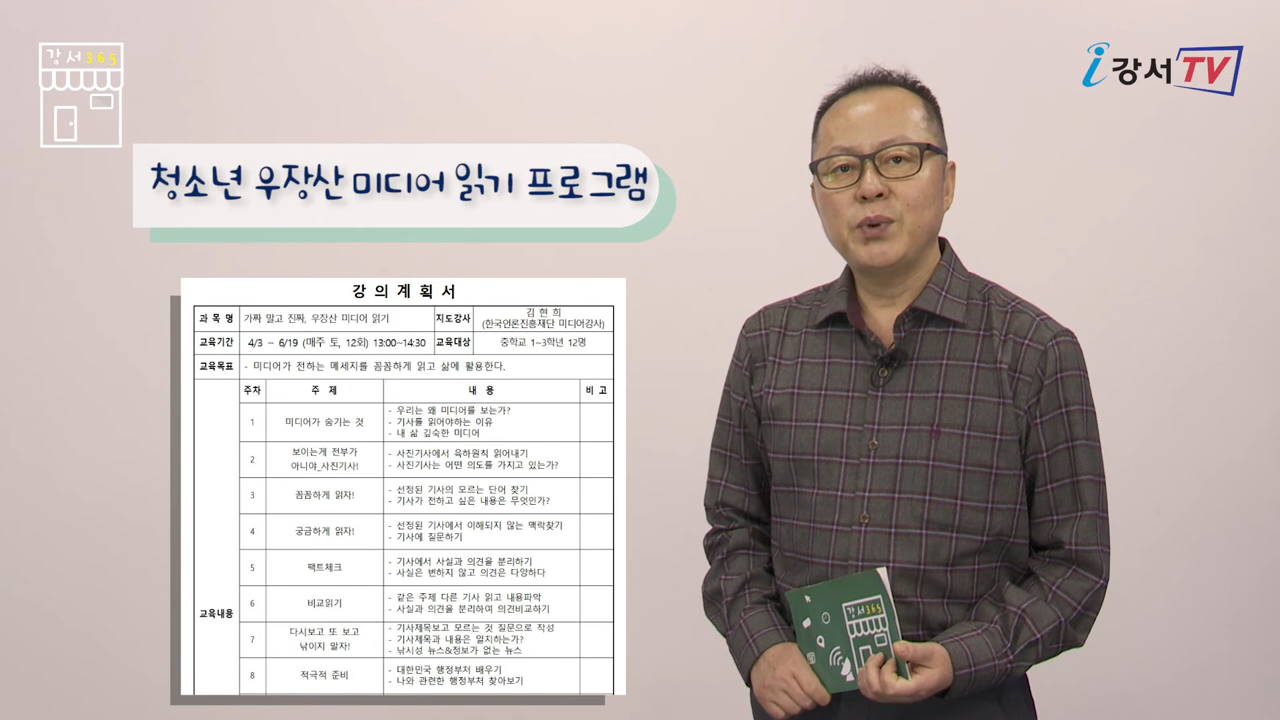 감서365
i강서TV
청소년 우장산 미디어 읽기 프로그램
강 의 계 획 서
과 목 명 가짜 말고 진짜, 우장산 미디어 읽기 지도강사 김 현 희
(한국언론진흥재단 미디어강사)
교육기간 4/3 ~ 6/19 (매주 토, 12회) 13:00~14:30 교육대상 중학교 1~3학년 12명
교육목표 - 미디어가 전하는 메세지를 꼼꼼하게 읽고 삶에 활용한다.
교육내용
주차 주 제 내 용 비 고
1 미디어가 숨기는 것
- 우리는 왜 미디어를 보는가?
- 기사를 읽어야하는 이유
- 내 삶 깊숙한 미디어
2 보이는게 전부가
아니야_사진기사!
- 사진기사에서 육하원칙 읽어내기
- 사진기사는 어떤 의도를 가지고 있는가?
3 꼼꼼하게 읽자!
- 선정된 기사의 모르는 단어 찾기
- 기사가 전하고 싶은 내용은 무엇인가?
4 궁금하게 읽자!
- 선정된 기사에서 이해되지 않는 맥락찾기
- 기사에 질문하기
5 팩트체크
- 기사에서 사실과 의견을 분리하기
- 사실은 변하지 않고 의견은 다양하다
6 비교읽기
- 같은 주제 다른 기사 읽고 내용파악
- 사실과 의견을 분리하여 의견비교하기
7 다시보고 또 보고
낚이지 말자!
- 기사제목보고 모르는 것 질문으로 작성
- 기사제목과 내용은 일치하는가?
- 낚시성 뉴스&정보가 없는 뉴스
8 적극적 준비
- 대한민국 행정부처 배우기
- 나와 관련한 행정부처 찾아보기
감서365